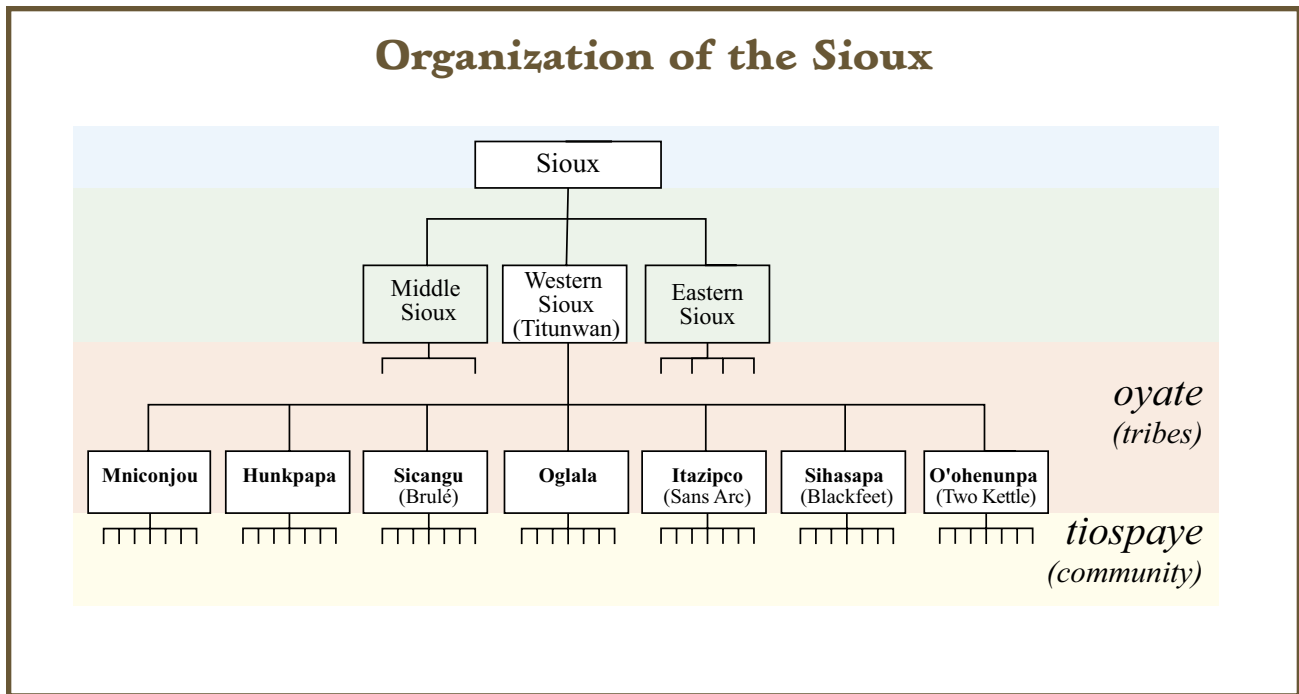 Organization of the Sioux
Sioux
Middle
Sioux
Western
Sioux
(Titunwan)
Eastern
Sioux
oyate
(tribes)
Mniconjou
Hunkpapa
Sicangu
(Brulé)
Oglala
Itazipco
(Sans Arc)
Sihasapa
(Blackfeet)
O'ohenunpa
(Two Kettle)
tiospaye
(community)